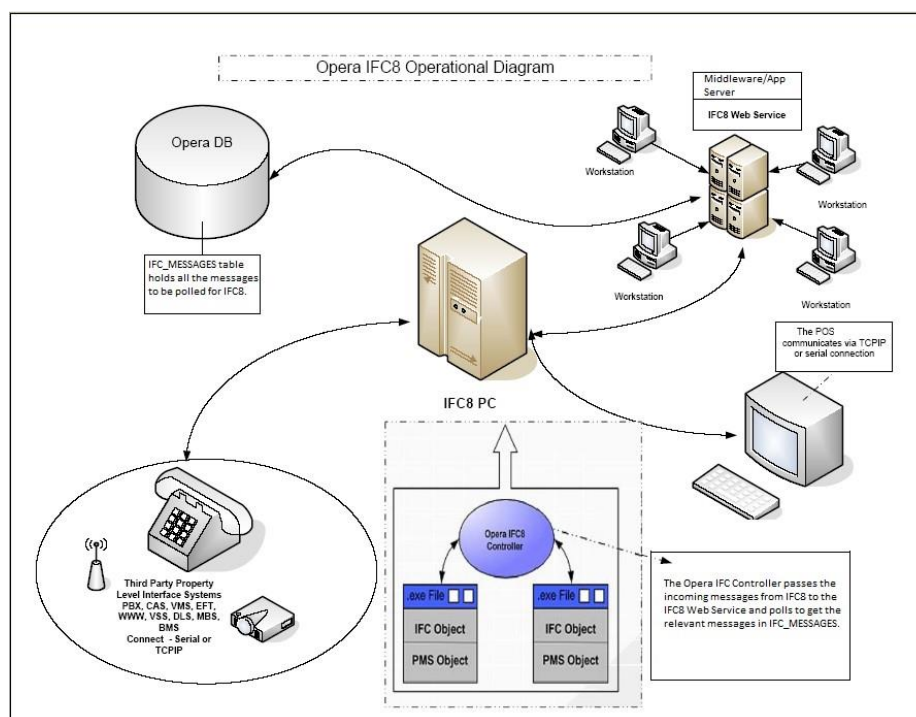 Opera IFC8 Operational Diagram
Middleware/App
Server
IFC8 Web Service
Opera DB
Workstation
Workstation
Workstation
Workstation
IFC_MESSAGES table
holds all the messages
to be polled for IFC8.
The POS
communicates via TCPIP
or serial connection
IFC8 PC
Opera IFC8
Controller
.exe File
IFC Object
PMS Object
.exe File
IFC Object
PMS Object
Third Party Property
Level Interface Systems
PBX, CAS, VMS, EFT,
WWW, VSS, DLS, MBS,
BMS
Connect - Serial or
TCPIP
The Opera IFC Controller passes the
incoming messages from IFC8 to the
IFC8 Web Service and polls to get the
relevant messages in IFC_MESSAGES.